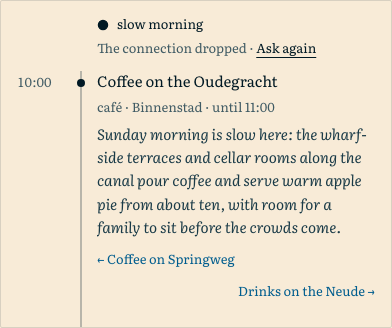 slow morning
The connection dropped · Ask again
10:00 Coffee on the Oudegracht
café · Binnenstad · until 11:00
Sunday morning is slow here: the wharf-
side terraces and cellar rooms along the
canal pour coffee and serve warm apple
pie from about ten, with room for a
family to sit before the crowds come.
← Coffee on Springweg
Drinks on the Neude →